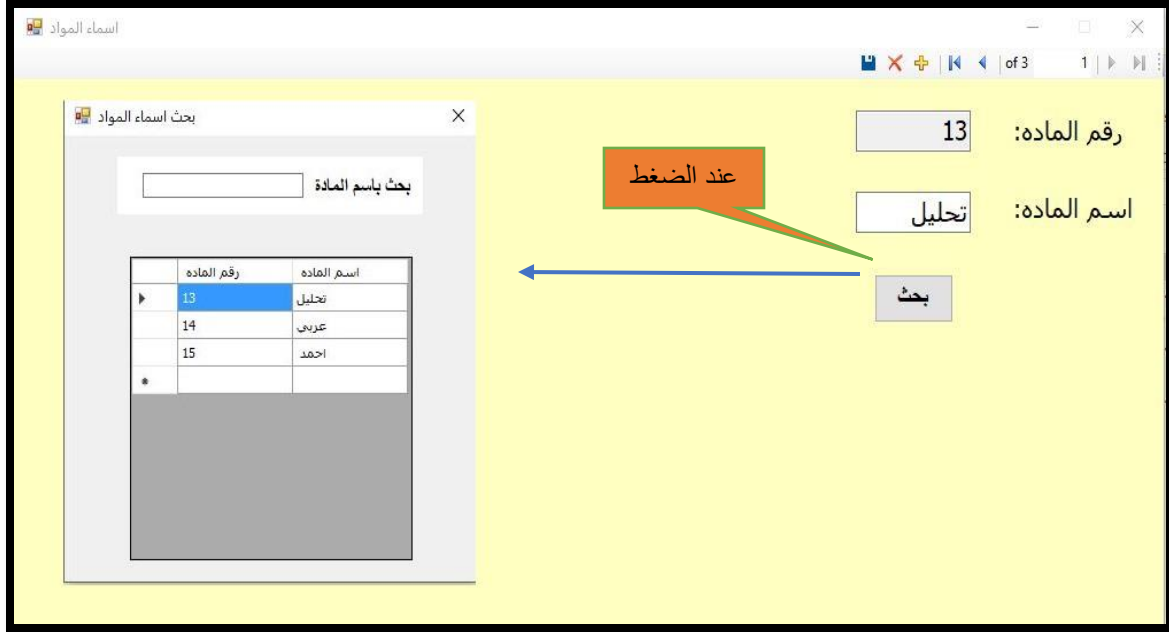 اسماء المواد
of 3 1
بحث اسماء المواد
رقم الماده: 13
عند الضغط
بحث باسم المادة
اسم الماده: تحليل
رقم الماده اسم الماده
13 تحليل
بحث
14 عربي
15 احمد